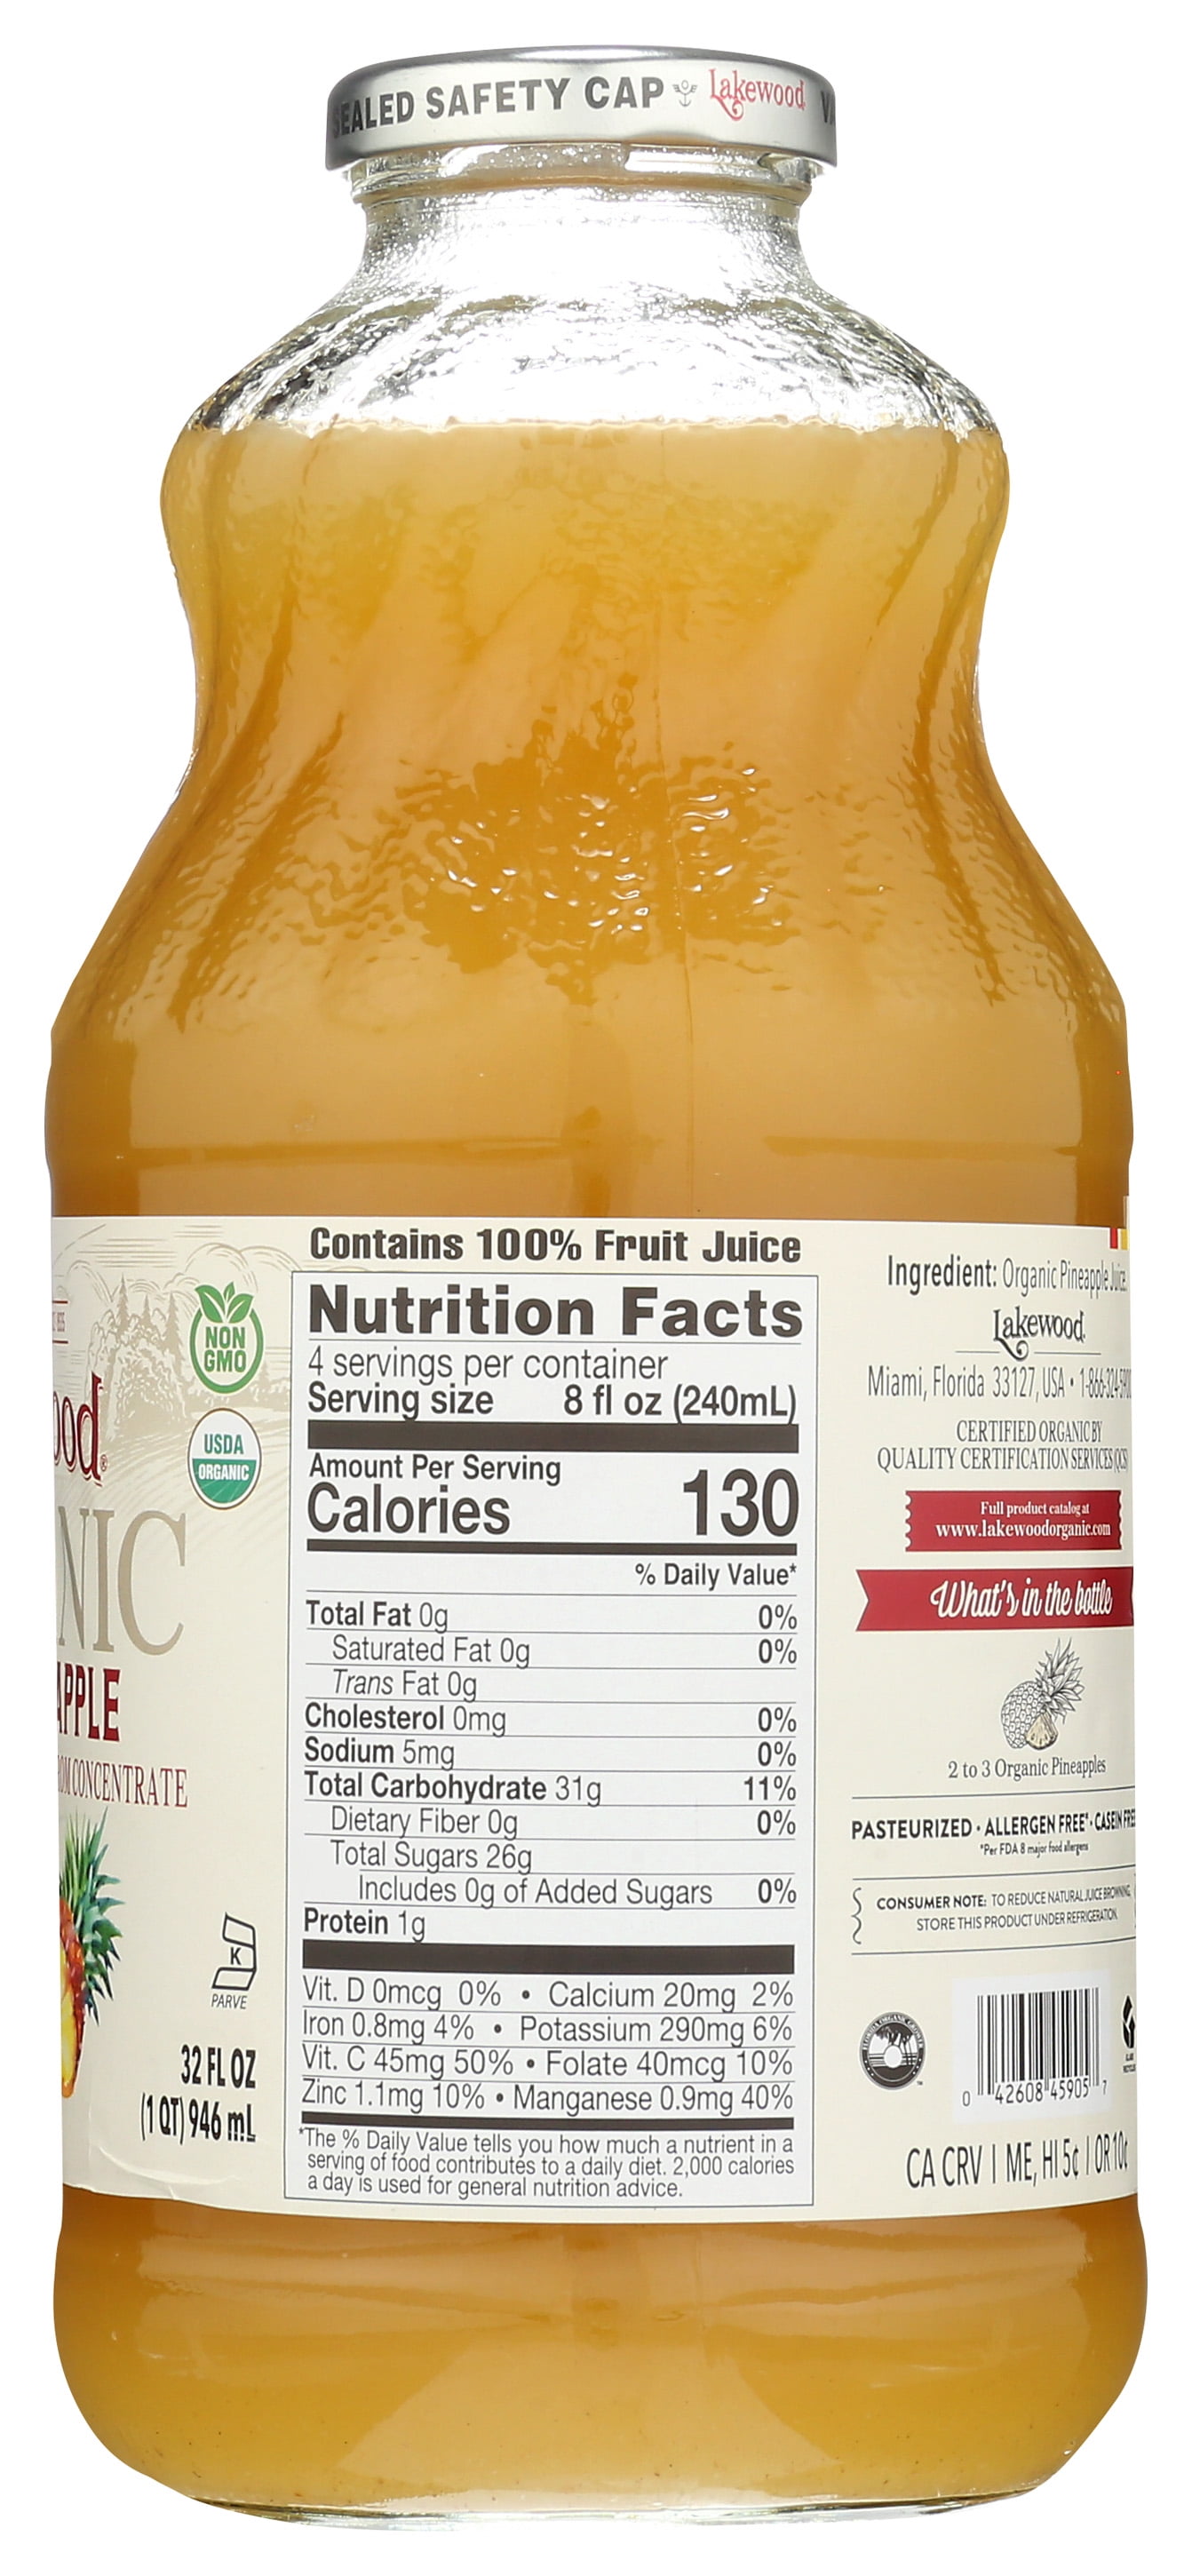 SEALED SAFETY CAP Lakewood
Contains 100% Fruit Juice
Nutrition Facts
4 servings per container
Serving size 8 fl oz (240mL)
Amount Per Serving
Calories 130
% Daily Value*
Total Fat 0g 0%
Saturated Fat 0g 0%
Trans Fat 0g
Cholesterol 0mg 0%
Sodium 5mg 0%
Total Carbohydrate 31g 11%
Dietary Fiber 0g 0%
Total Sugars 26g
Includes 0g of Added Sugars 0%
Protein 1g
Vit. D 0mcg 0% • Calcium 20mg 2%
Iron 0.8mg 4% • Potassium 290mg 6%
Vit. C 45mg 50% • Folate 40mcg 10%
Zinc 1.1mg 10% • Manganese 0.9mg 40%
*The % Daily Value tells you how much a nutrient in a
serving of food contributes to a daily diet. 2,000 calories
a day is used for general nutrition advice.
NON
GMO
ood
USDA
ORGANIC
NIC
APPLE
OM CONCENTRATE
K
PARVE
32 FL OZ
(1 QT) 946 mL
Ingredient: Organic Pineapple Juice.
Lakewood
Miami, Florida 33127, USA •
CERTIFIED ORGANIC BY
QUALITY CERTIFICATION SERVICES (QCS)
Full product catalog at
www.lakewoodorganic.com
What's in the bottle
2 to 3 Organic Pineapples
PASTEURIZED • ALLERGEN FREE* • CASEIN FREE
*Per FDA 8 major food allergens
CONSUMER NOTE: TO REDUCE NATURAL JUICE BROWNING,
STORE THIS PRODUCT UNDER REFRIGERATION.
0 42608 45905 7
CA CRV | ME, HI 5¢ | OR 10¢